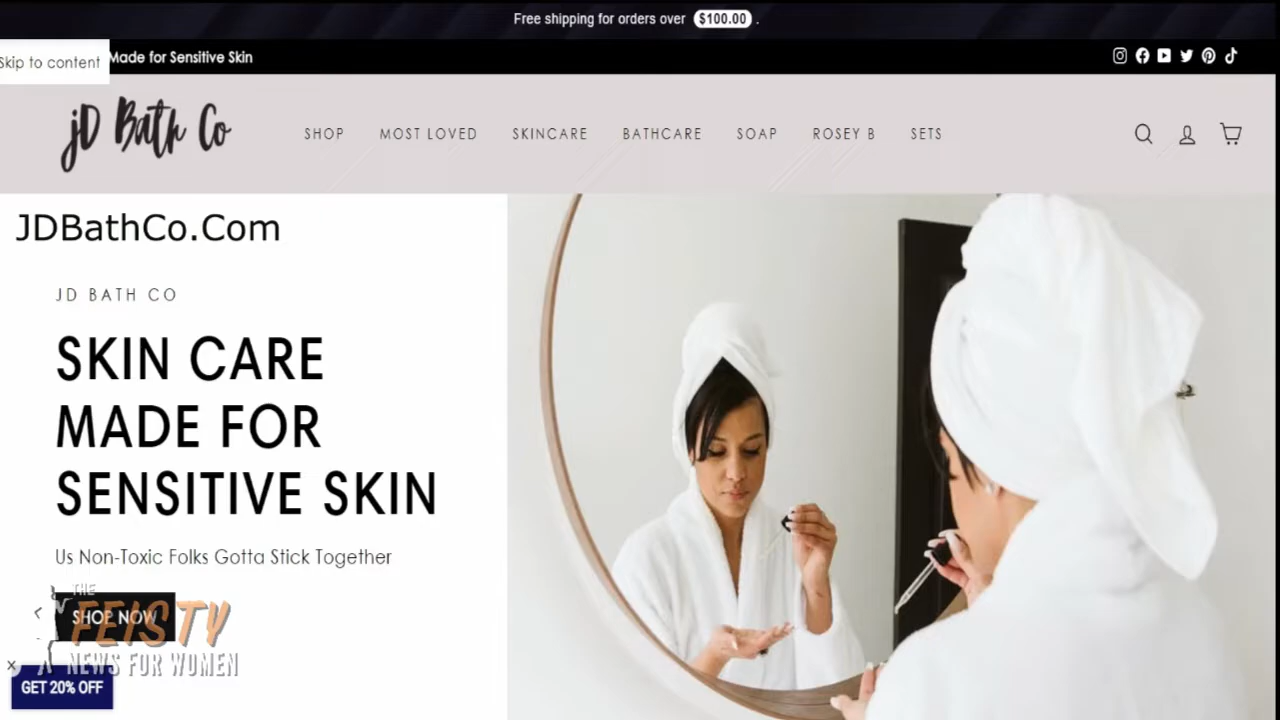 Free shipping for orders over $100.00 .
Skip to content
Made for Sensitive Skin
jD Bath Co
SHOP MOST LOVED SKINCARE BATHCARE SOAP ROSEY B SETS
JDBathCo.Com
JD BATH CO
SKIN CARE
MADE FOR
SENSITIVE SKIN
Us Non-Toxic Folks Gotta Stick Together
SHOP NOW
THE
FEISTY
NEWS FOR WOMEN
GET 20% OFF